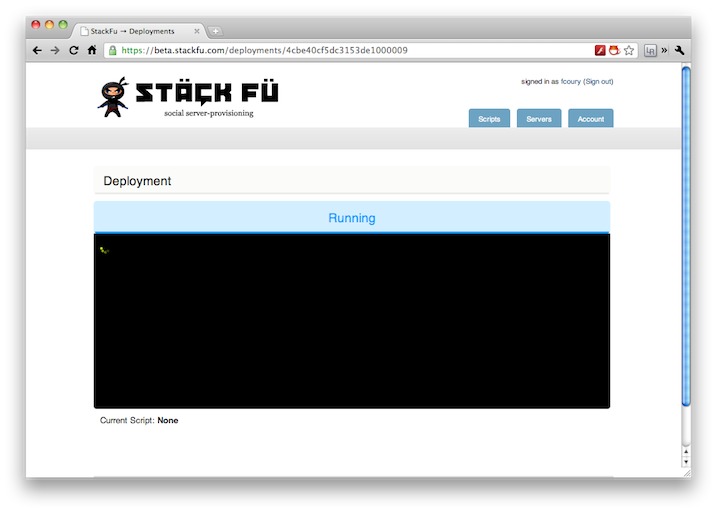 StackFu → Deployments
https://beta.stackfu.com/deployments/4cbe40cf5dc3153de1000009
LR
»
STÄÇK FÜ
social server-provisioning
signed in as fcoury (Sign out)
Scripts Servers Account
Deployment
Running
Current Script: None